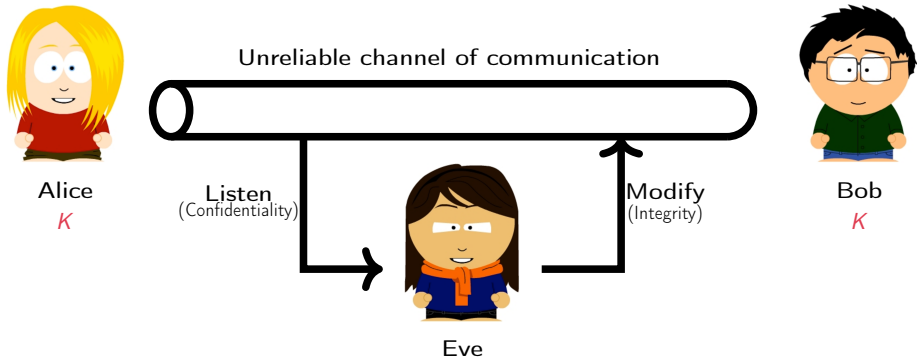 Unreliable channel of communication
Alice
K
Listen
(Confidentiality)
Modify
(Integrity)
Bob
K
Eve